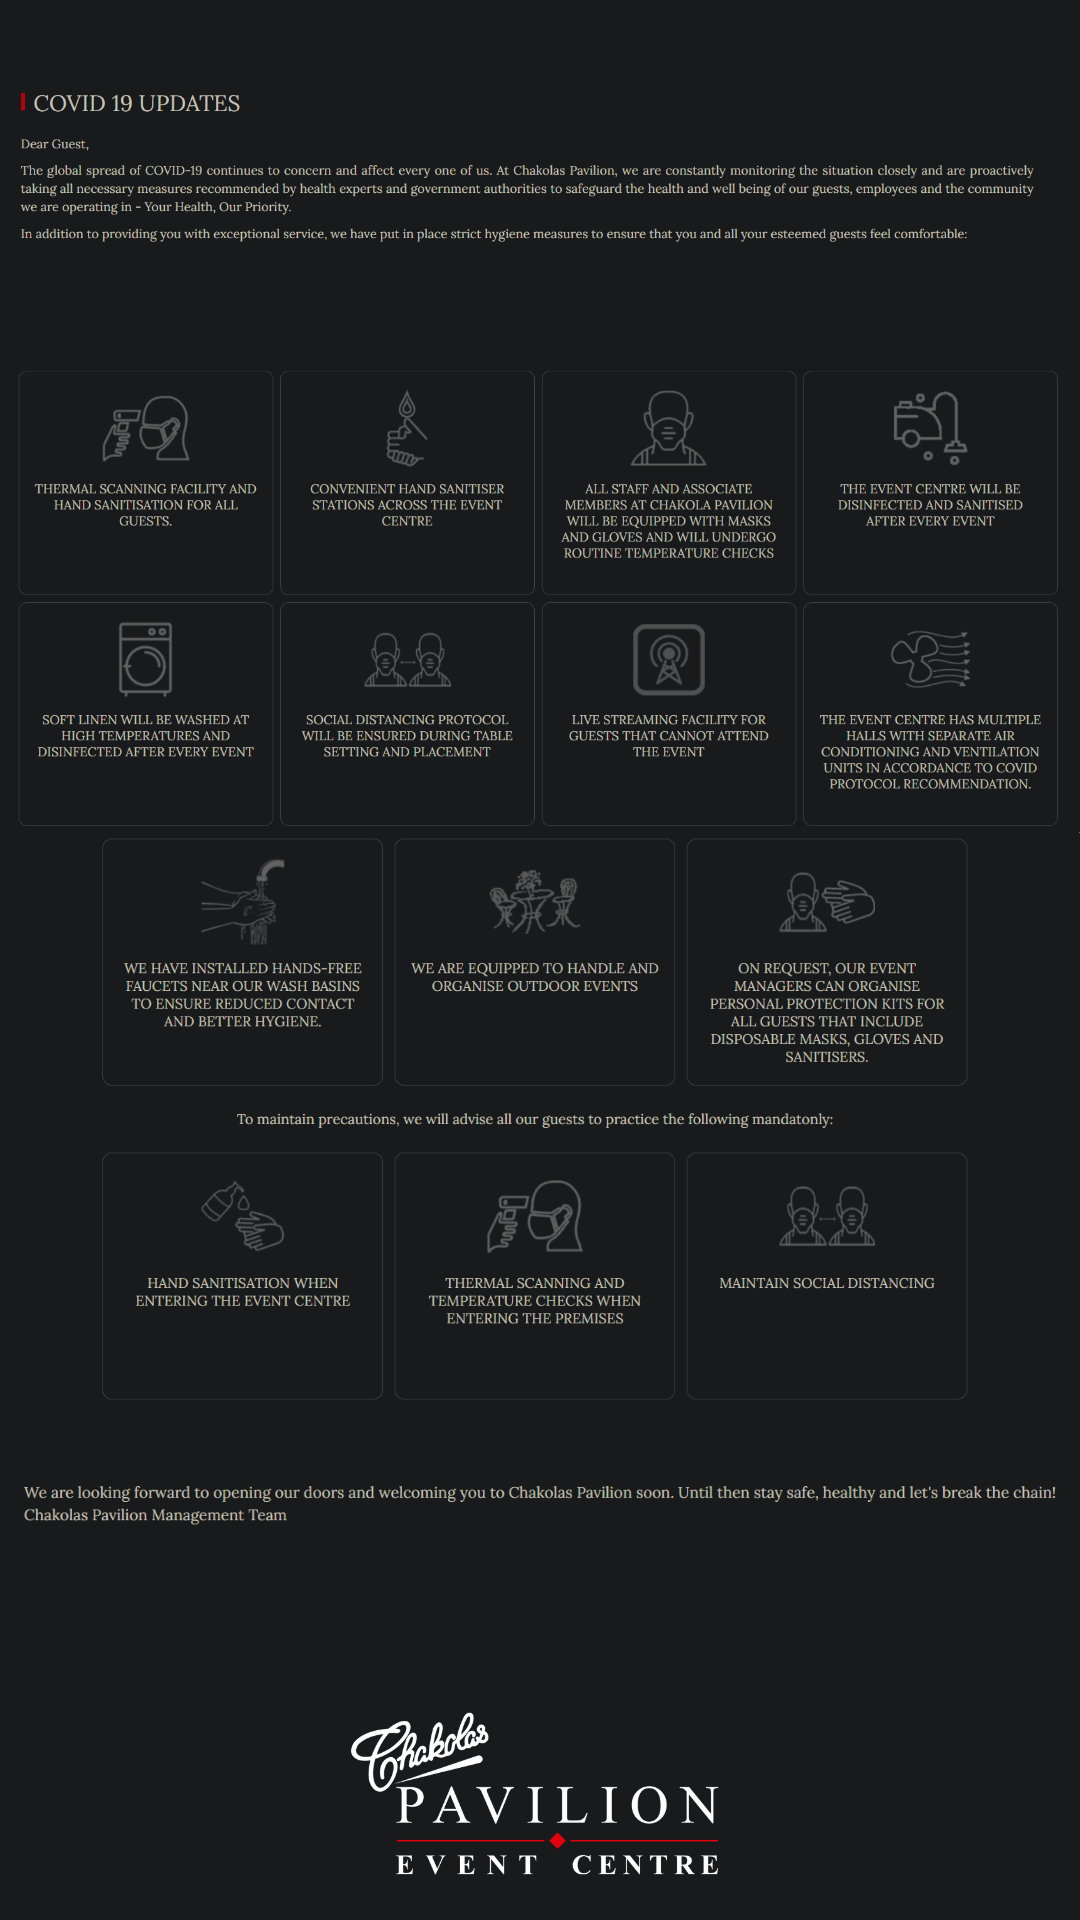 COVID 19 UPDATES
Dear Guest,
The global spread of COVID-19 continues to concern and affect every one of us. At Chakolas Pavilion, we are constantly monitoring the situation closely and are proactively
taking all necessary measures recommended by health experts and government authorities to safeguard the health and well being of our guests, employees and the community
we are operating in - Your Health, Our Priority.
In addition to providing you with exceptional service, we have put in place strict hygiene measures to ensure that you and all your esteemed guests feel comfortable:
THERMAL SCANNING FACILITY AND
HAND SANITISATION FOR ALL
GUESTS.
CONVENIENT HAND SANITISER
STATIONS ACROSS THE EVENT
CENTRE
ALL STAFF AND ASSOCIATE
MEMBERS AT CHAKOLA PAVILION
WILL BE EQUIPPED WITH MASKS
AND GLOVES AND WILL UNDERGO
ROUTINE TEMPERATURE CHECKS
THE EVENT CENTRE WILL BE
DISINFECTED AND SANITISED
AFTER EVERY EVENT
SOFT LINEN WILL BE WASHED AT
HIGH TEMPERATURES AND
DISINFECTED AFTER EVERY EVENT
SOCIAL DISTANCING PROTOCOL
WILL BE ENSURED DURING TABLE
SETTING AND PLACEMENT
LIVE STREAMING FACILITY FOR
GUESTS THAT CANNOT ATTEND
THE EVENT
THE EVENT CENTRE HAS MULTIPLE
HALLS WITH SEPARATE AIR
CONDITIONING AND VENTILATION
UNITS IN ACCORDANCE TO COVID
PROTOCOL RECOMMENDATION.
WE HAVE INSTALLED HANDS-FREE
FAUCETS NEAR OUR WASH BASINS
TO ENSURE REDUCED CONTACT
AND BETTER HYGIENE.
WE ARE EQUIPPED TO HANDLE AND
ORGANISE OUTDOOR EVENTS
ON REQUEST, OUR EVENT
MANAGERS CAN ORGANISE
PERSONAL PROTECTION KITS FOR
ALL GUESTS THAT INCLUDE
DISPOSABLE MASKS, GLOVES AND
SANITISERS.
To maintain precautions, we will advise all our guests to practice the following mandatonly:
HAND SANITISATION WHEN
ENTERING THE EVENT CENTRE
THERMAL SCANNING AND
TEMPERATURE CHECKS WHEN
ENTERING THE PREMISES
MAINTAIN SOCIAL DISTANCING
We are looking forward to opening our doors and welcoming you to Chakolas Pavilion soon. Until then stay safe, healthy and let's break the chain!
Chakolas Pavilion Management Team
Chakolas
PAVILION
EVENT CENTRE